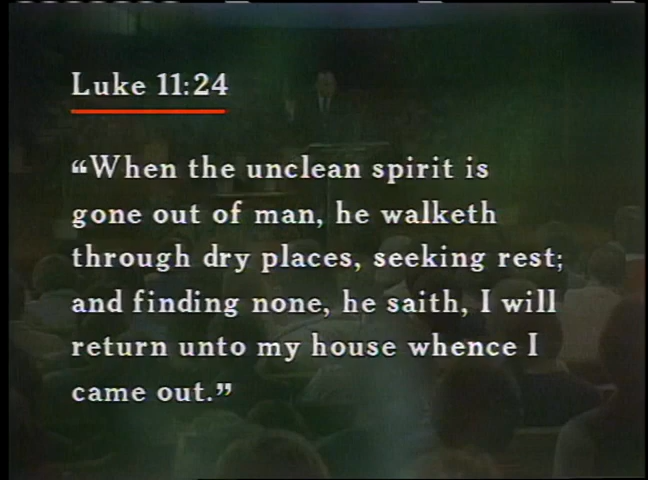 Luke 11:24
“When the unclean spirit is
gone out of man, he walketh
through dry places, seeking rest;
and finding none, he saith, I will
return unto my house whence I
came out.”